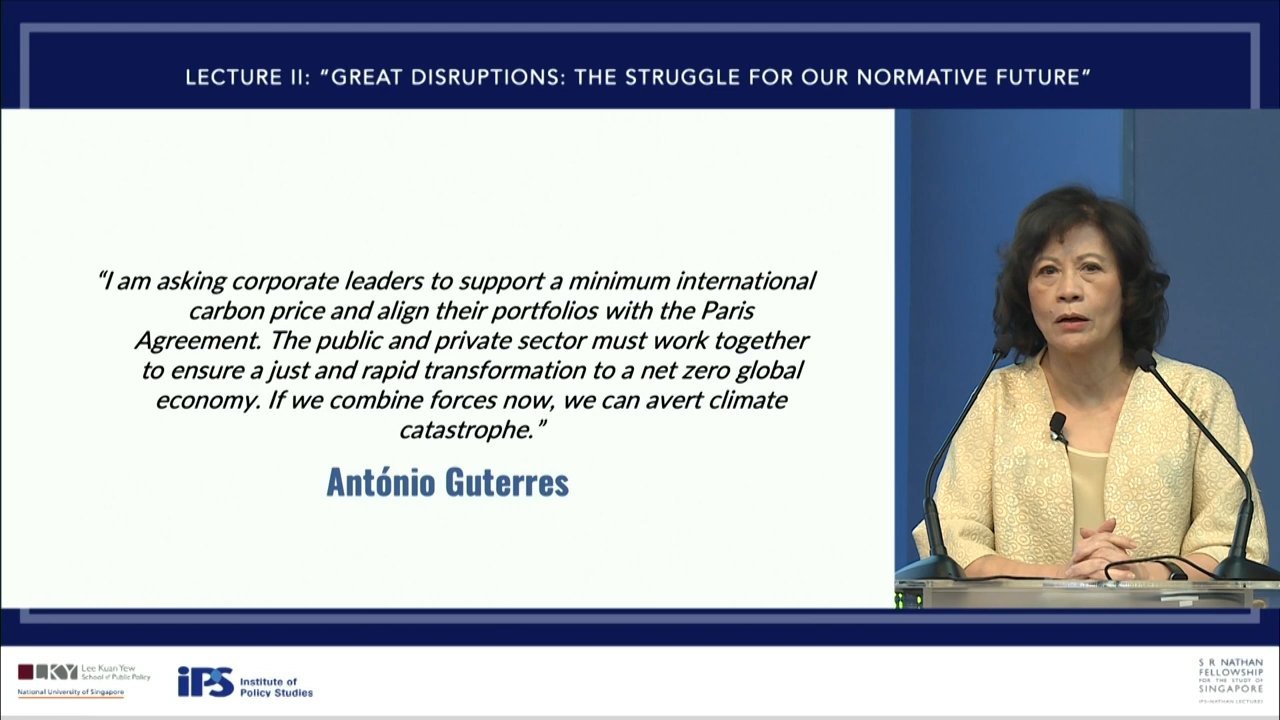 LECTURE II: “GREAT DISRUPTIONS: THE STRUGGLE FOR OUR NORMATIVE FUTURE”
“I am asking corporate leaders to support a minimum international
carbon price and align their portfolios with the Paris
Agreement. The public and private sector must work together
to ensure a just and rapid transformation to a net zero global
economy. If we combine forces now, we can avert climate
catastrophe.”
António Guterres
LKY
Lee Kuan Yew
School of Public Policy
National University of Singapore
iPS
Institute of
Policy Studies
S R NATHAN
FELLOWSHIP
FOR THE STUDY OF
SINGAPORE
IPS-NATHAN LECTURES